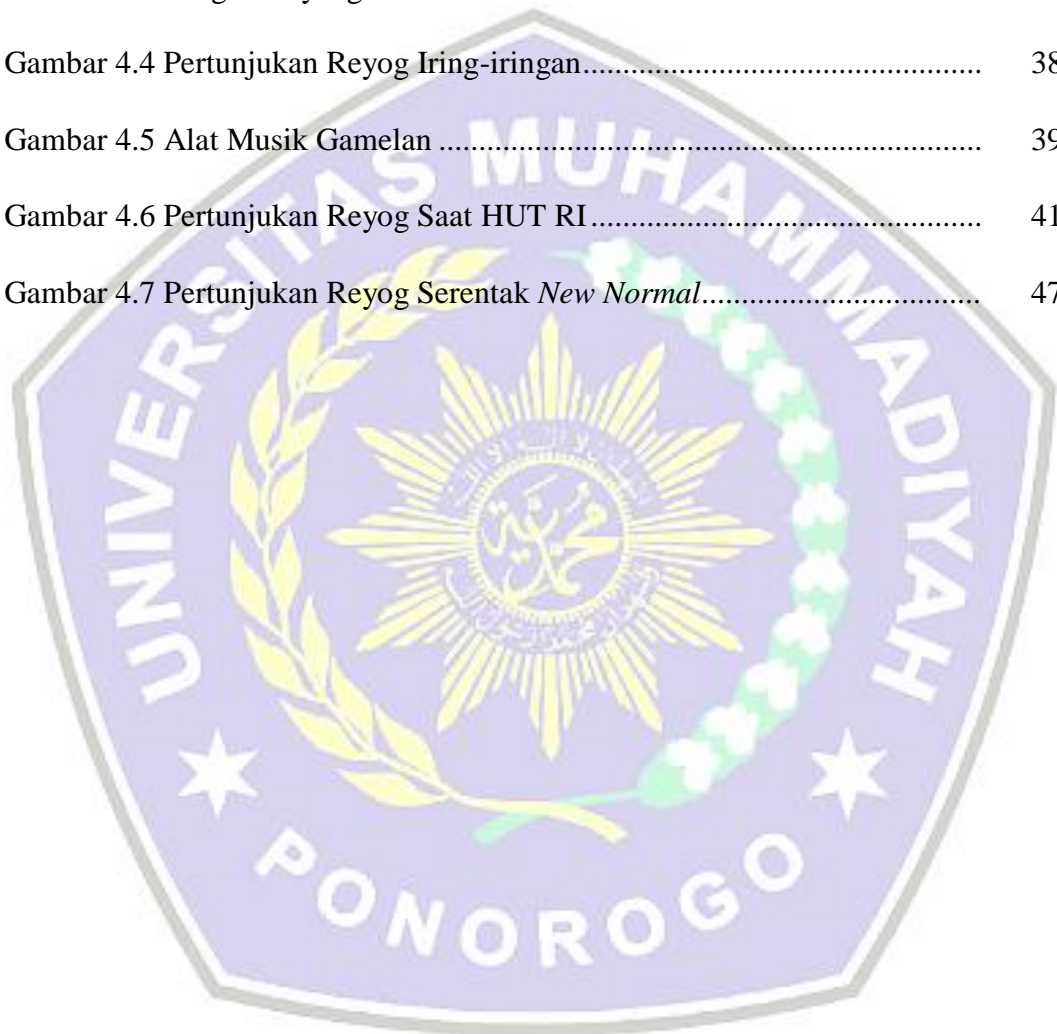 Gambar 4.4 Pertunjukan Reyog Iring-iringan............................................... 38
Gambar 4.5 Alat Musik Gamelan .................................................................. 39
Gambar 4.6 Pertunjukan Reyog Saat HUT RI................................................ 41
Gambar 4.7 Pertunjukan Reyog Serentak New Normal.................................. 47
UNIVERSITAS MUHAMMADIYAH
PONOROGO
محمدية